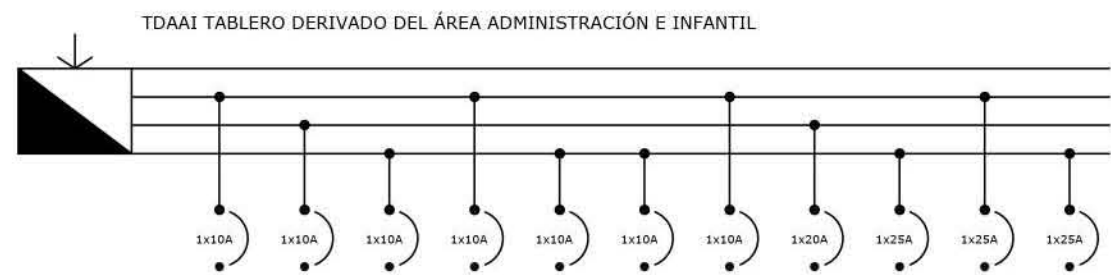 TDAAI TABLERO DERIVADO DEL ÁREA ADMINISTRACIÓN E INFANTIL
1x10A 1x10A 1x10A 1x10A 1x10A 1x10A 1x10A 1x20A 1x25A 1x25A 1x25A